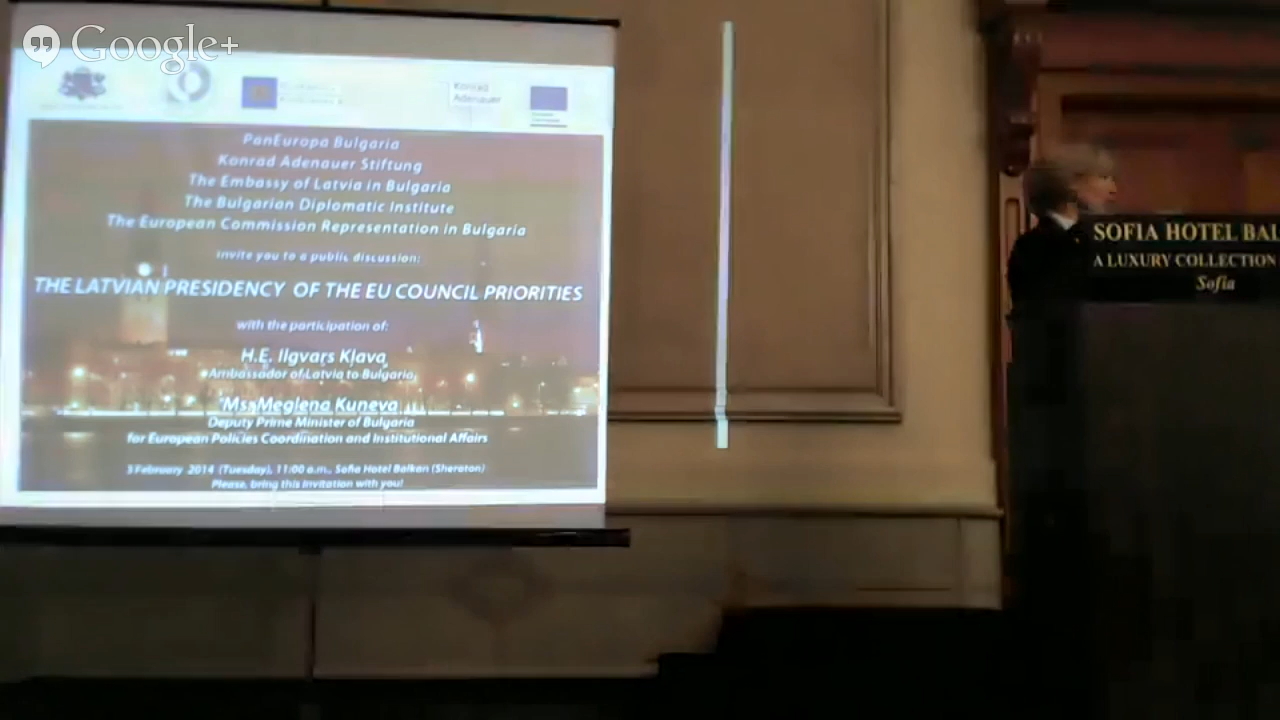 Google+
Konrad
Adenauer
PanEuropa Bulgaria
Konrad Adenauer Stiftung
The Embassy of Latvia in Bulgaria
The Bulgarian Diplomatic Institute
The European Commission Representation in Bulgaria
Invite you to a public discussion:
THE LATVIAN PRESIDENCY OF THE EU COUNCIL PRIORITIES
with the participation of:
H.E. Ilgvars Kļava,
Ambassador of Latvia to Bulgaria,
Ms Meglena Kuneva
Deputy Prime Minister of Bulgaria
for European Policies Coordination and Institutional Affairs
3 February 2014 (Tuesday), 11:00 a.m., Sofia Hotel Balkan (Sheraton)
Please, bring this invitation with you!
SOFIA HOTEL BAL
A LUXURY COLLECTION
Sofia